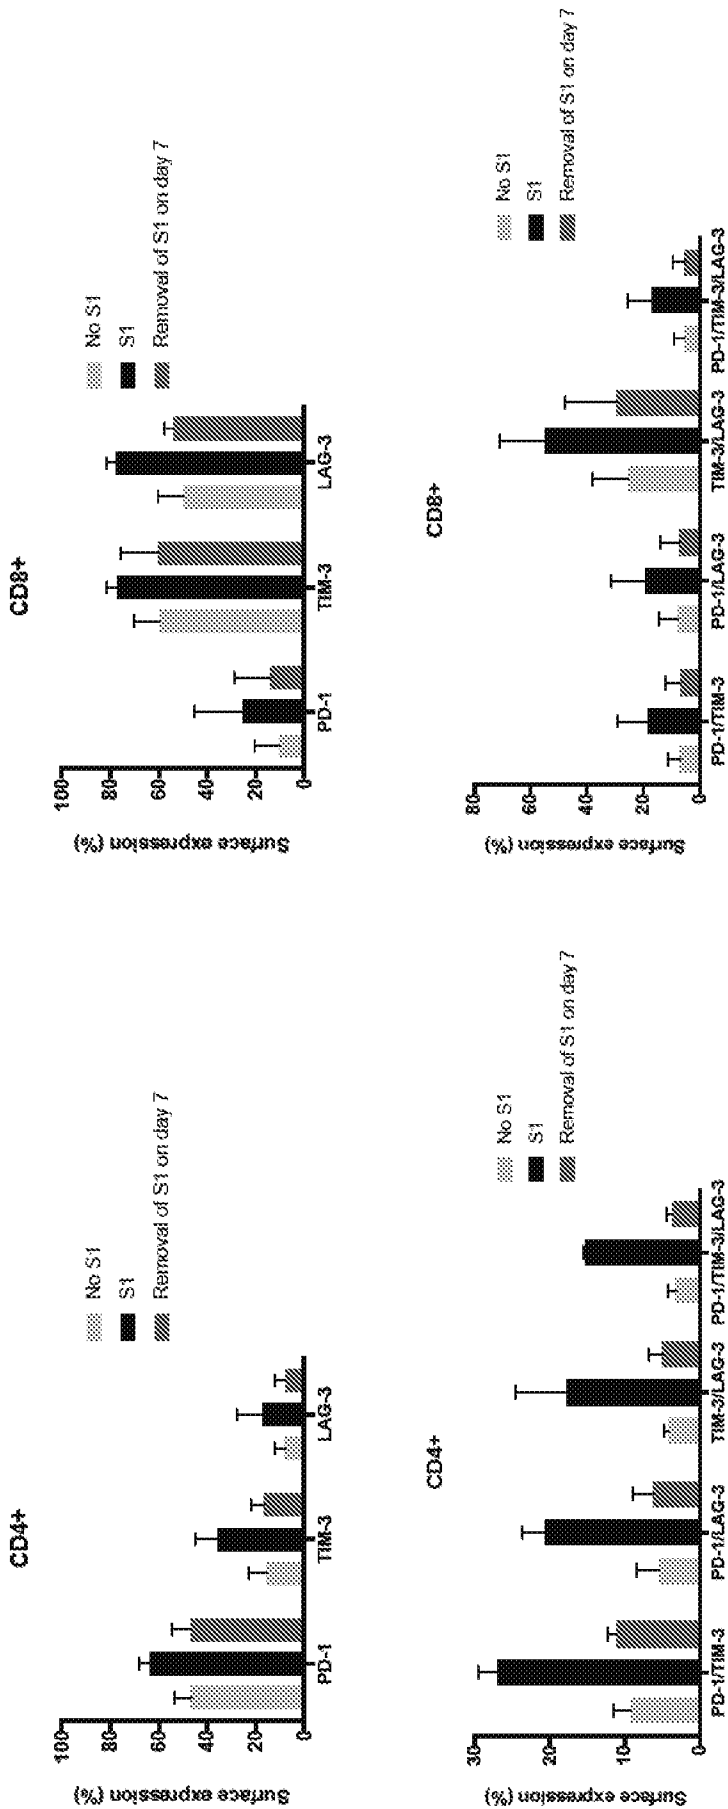 CD4+
Surface expression (%)
100
80
60
40
20
0
PD-1
TIM-3
LAG-3
No S1
S1
Removal of S1 on day 7
CD8+
Surface expression (%)
100
80
60
40
20
0
PD-1
TIM-3
LAG-3
No S1
S1
Removal of S1 on day 7
CD4+
Surface expression (%)
30
20
10
0
PD-1/TIM-3
PD-1/LAG-3
TIM-3/LAG-3
PD-1/TIM-3/LAG-3
No S1
S1
Removal of S1 on day 7
CD8+
Surface expression (%)
80
60
40
20
0
PD-1/TIM-3
PD-1/LAG-3
TIM-3/LAG-3
PD-1/TIM-3/LAG-3
No S1
S1
Removal of S1 on day 7